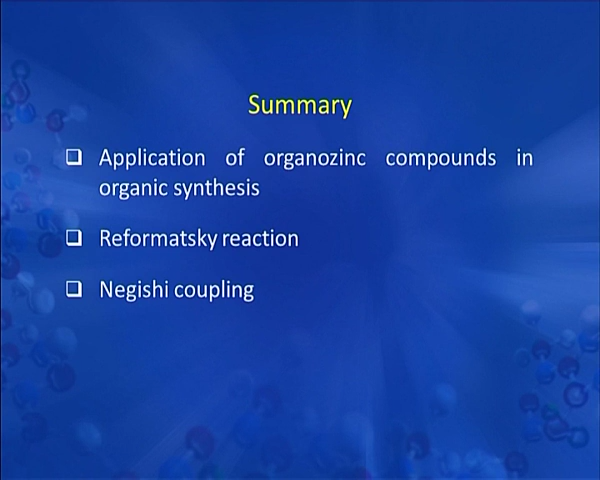 Summary
❑ Application of organozinc compounds in
organic synthesis
❑ Reformatsky reaction
❑ Negishi coupling